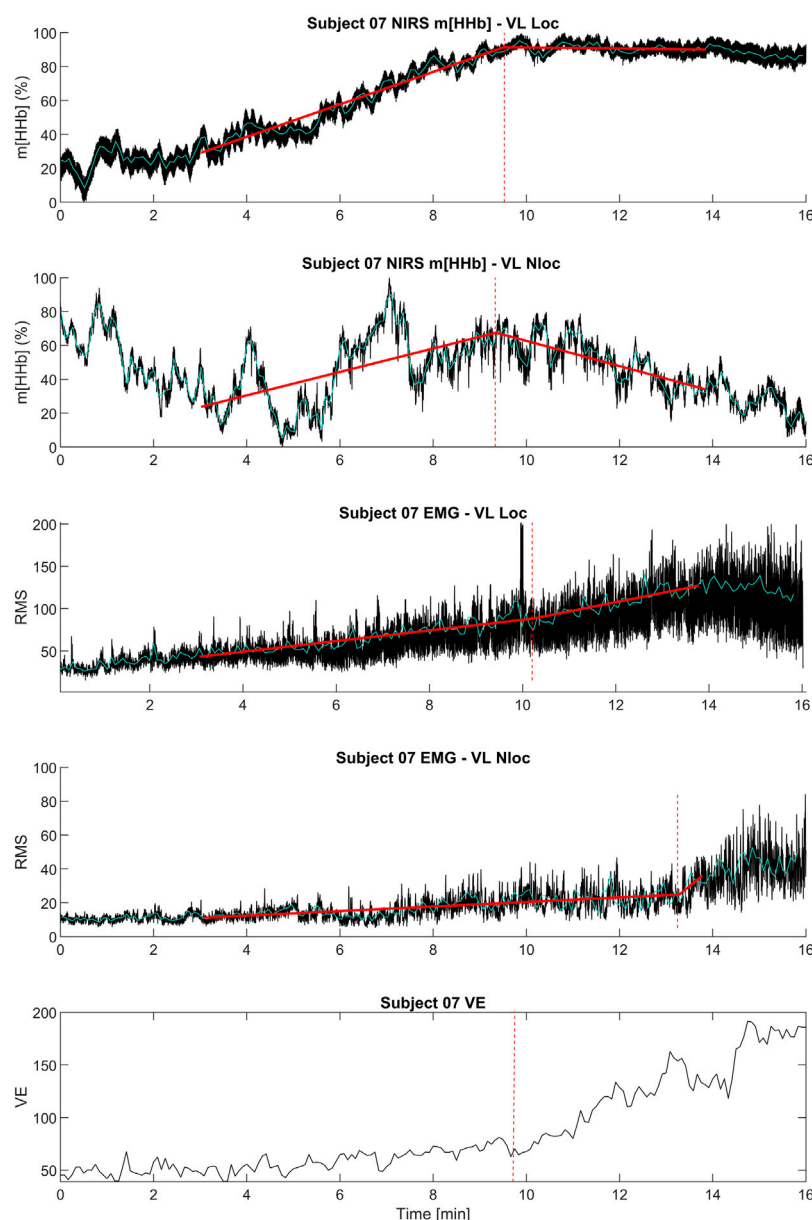 Subject 07 NIRS m[HHb] - VL Loc
100
80
60
40
20
0
m[HHb] (%)
0 2 4 6 8 10 12 14 16
Subject 07 NIRS m[HHb] - VL Nloc
100
80
60
40
20
0
m[HHb] (%)
0 2 4 6 8 10 12 14 16
Subject 07 EMG - VL Loc
200
150
100
50
RMS
2 4 6 8 10 12 14 16
Subject 07 EMG - VL Nloc
100
80
60
40
20
0
RMS
0 2 4 6 8 10 12 14 16
Subject 07 VE
200
150
100
50
VE
0 2 4 6 8 10 12 14 16
Time [min]